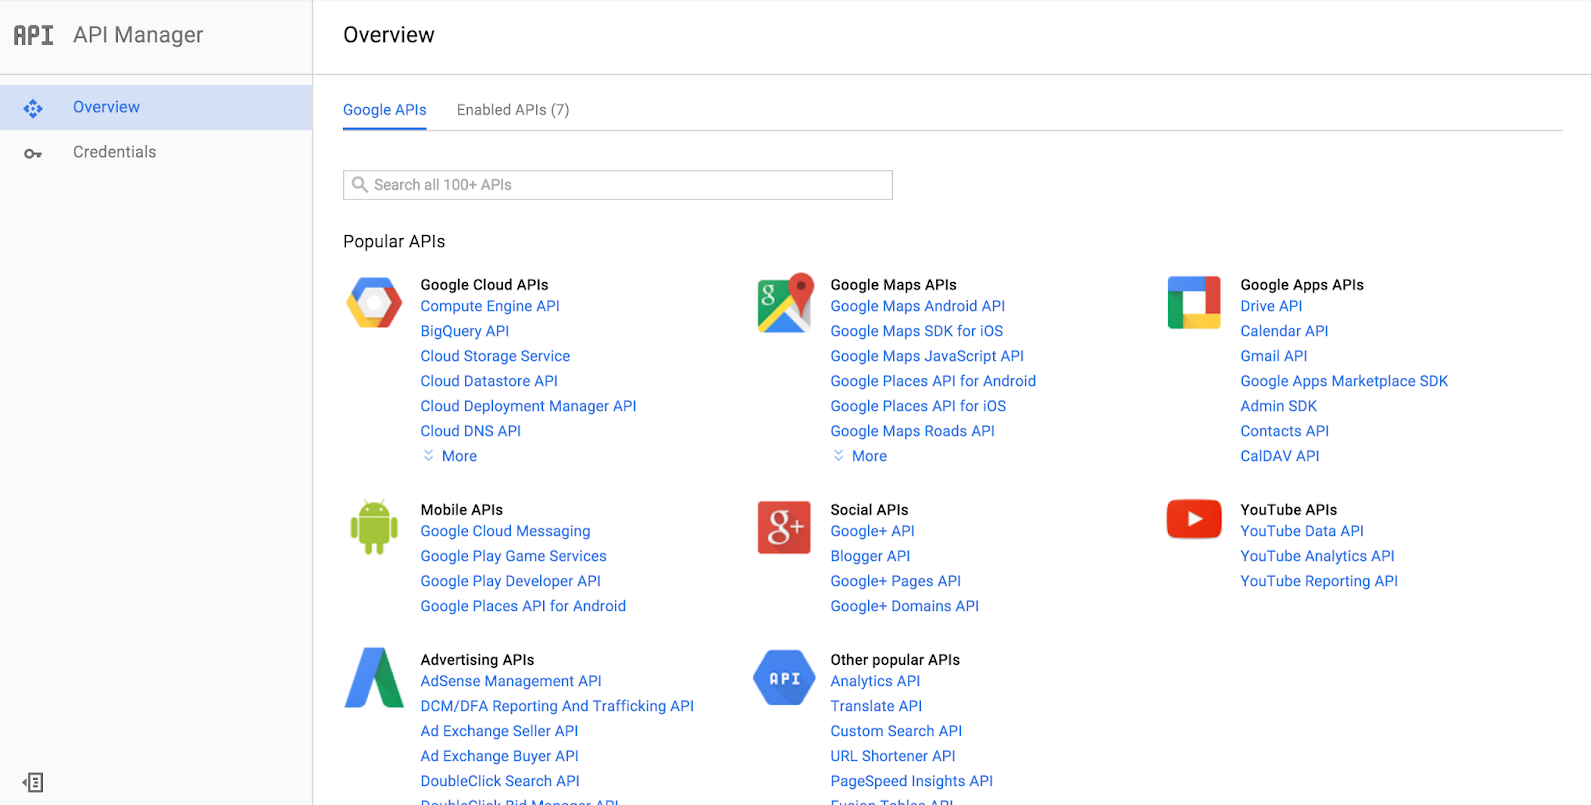 API API Manager
Overview
Credentials
Overview
Google APIs
Enabled APIs (7)
Search all 100+ APIs
Popular APIs
Google Cloud APIs
Compute Engine API
BigQuery API
Cloud Storage Service
Cloud Datastore API
Cloud Deployment Manager API
Cloud DNS API
More
g
Google Maps APIs
Google Maps Android API
Google Maps SDK for iOS
Google Maps JavaScript API
Google Places API for Android
Google Places API for iOS
Google Maps Roads API
More
Google Apps APIs
Drive API
Calendar API
Gmail API
Google Apps Marketplace SDK
Admin SDK
Contacts API
CalDAV API
Mobile APIs
Google Cloud Messaging
Google Play Game Services
Google Play Developer API
Google Places API for Android
g+
Social APIs
Google+ API
Blogger API
Google+ Pages API
Google+ Domains API
YouTube APIs
YouTube Data API
YouTube Analytics API
YouTube Reporting API
Advertising APIs
AdSense Management API
DCM/DFA Reporting And Trafficking API
Ad Exchange Seller API
Ad Exchange Buyer API
DoubleClick Search API
DoubleClick Bid Manager API
API
Other popular APIs
Analytics API
Translate API
Custom Search API
URL Shortener API
PageSpeed Insights API
Fusion Tables API